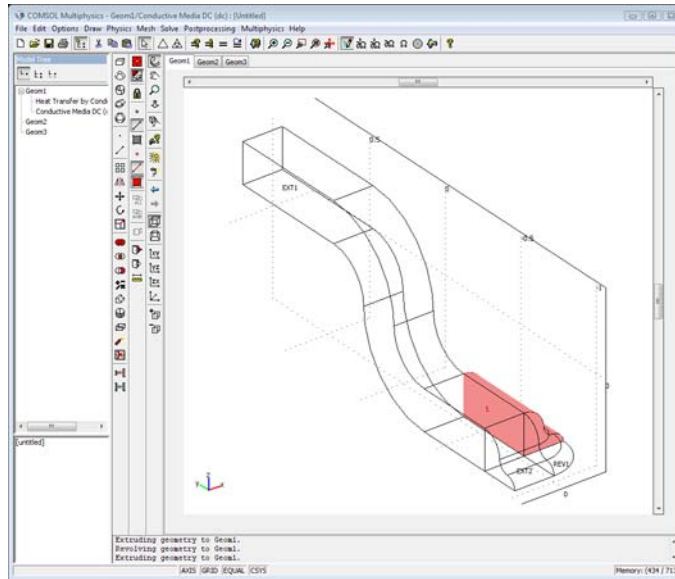 COMSOL Multiphysics - Geom1/Conductive Media DC (dc) : [Untitled]
File Edit Options Draw Physics Mesh Solve Postprocessing Multiphysics Help
Model Tree
Geom1 Geom2 Geom3
Geom1
Heat Transfer by Condu
Conductive Media DC (
Geom2
Geom3
0.5
0
-0.5
-1
EXT1
1
EXT2
REV1
0
z
y
x
[untitled]
Extruding geometry to Geom1.
Revolving geometry to Geom1.
Extruding geometry to Geom1.
AXIS GRID EQUAL CSYS
Memory: (434 / 71